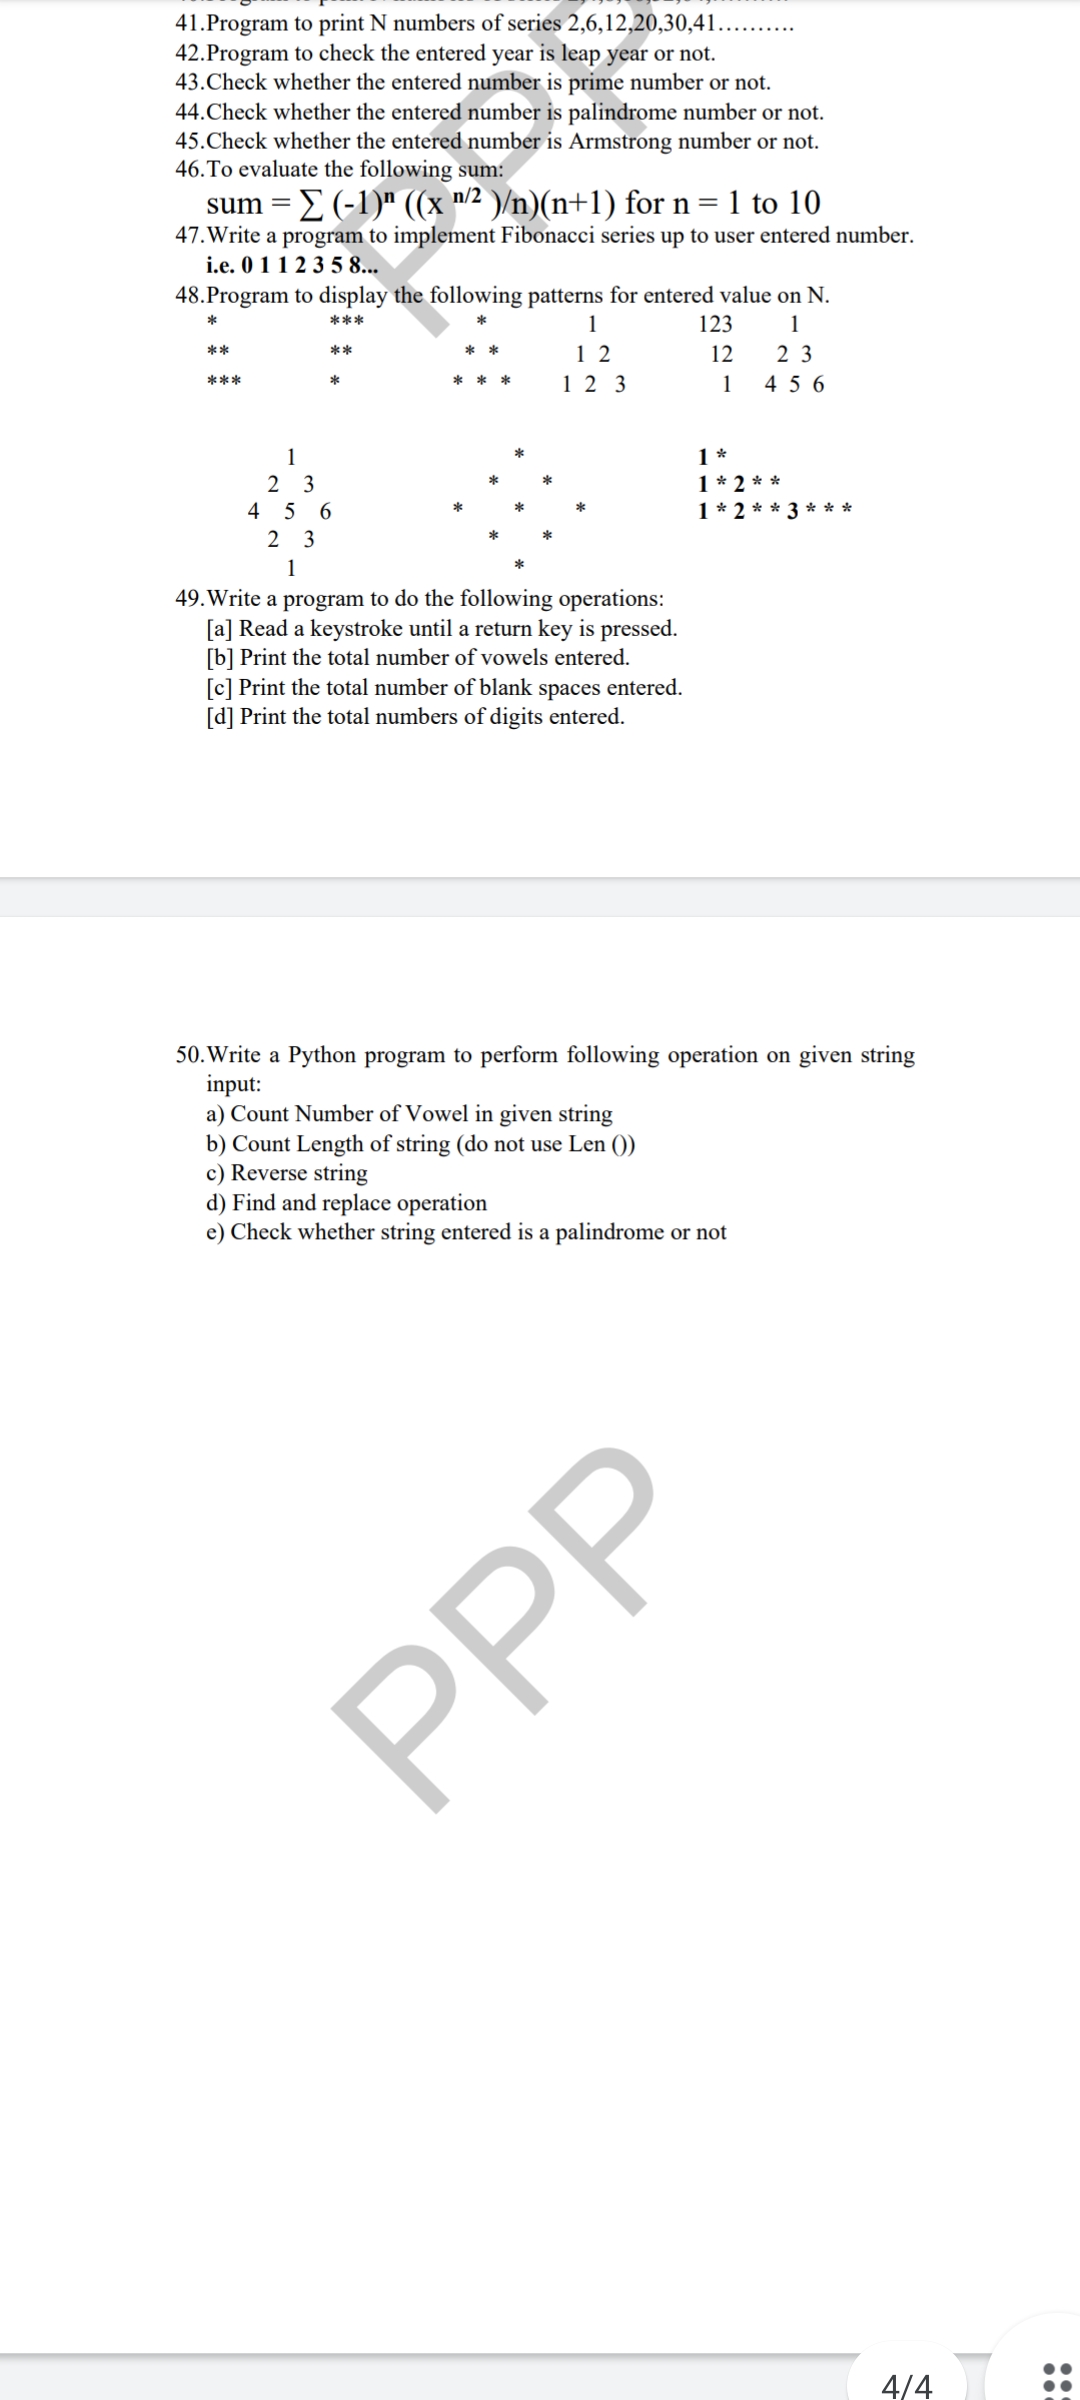 41.Program to print N numbers of series 2,6,12,20,30,41..........
42.Program to check the entered year is leap year or not.
43.Check whether the entered number is prime number or not.
44.Check whether the entered number is palindrome number or not.
45.Check whether the entered number is Armstrong number or not.
46.To evaluate the following sum:
sum = ∑ (-1)ⁿ ((x ^n/2 )/n)(n+1) for n = 1 to 10
47.Write a program to implement Fibonacci series up to user entered number.
i.e. 0 1 1 2 3 5 8...
48.Program to display the following patterns for entered value on N.
* *** * 1 123 1
** ** * * 1 2 12 2 3
*** * * * * 1 2 3 1 4 5 6
1 * 1 *
2 3 * * 1 * 2 * *
4 5 6 * * * 1 * 2 * * 3 * * *
2 3 * *
1 *
49.Write a program to do the following operations:
[a] Read a keystroke until a return key is pressed.
[b] Print the total number of vowels entered.
[c] Print the total number of blank spaces entered.
[d] Print the total numbers of digits entered.
50.Write a Python program to perform following operation on given string
input:
a) Count Number of Vowel in given string
b) Count Length of string (do not use Len ())
c) Reverse string
d) Find and replace operation
e) Check whether string entered is a palindrome or not
PPP
4/4